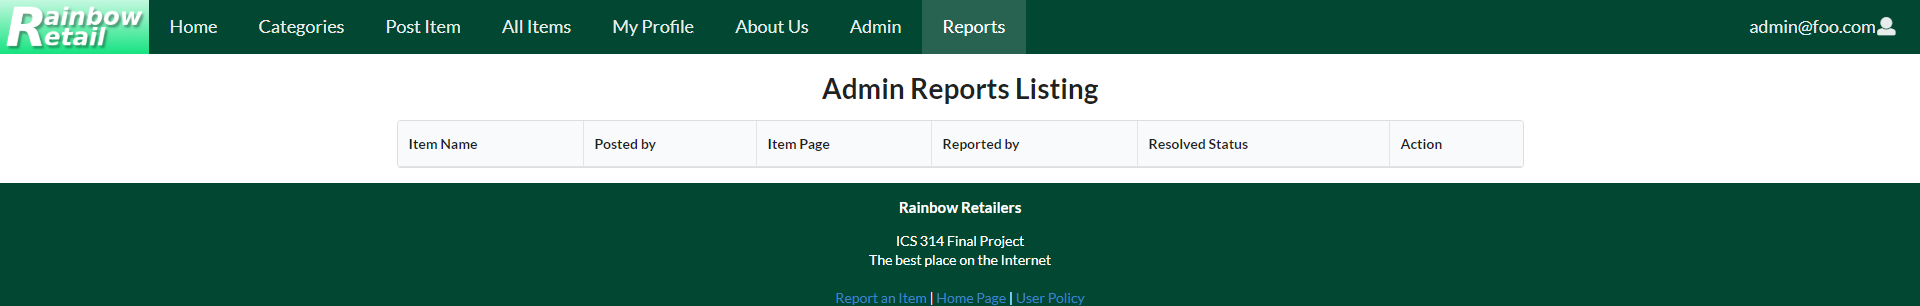 Rainbow Retail
Home Categories Post Item All Items My Profile About Us Admin Reports admin@foo.com
Admin Reports Listing
Item Name Posted by Item Page Reported by Resolved Status Action
Rainbow Retailers
ICS 314 Final Project
The best place on the Internet
Report an Item | Home Page | User Policy